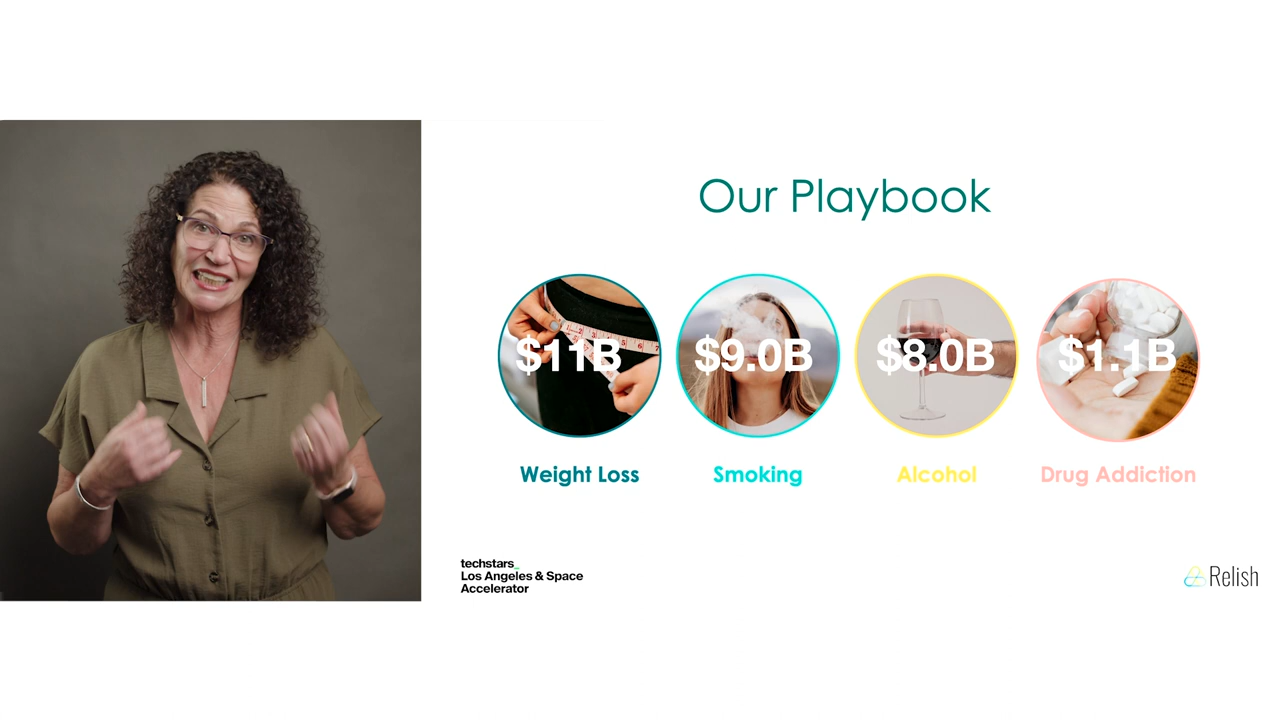 Our Playbook
$11B
$9.0B
$8.0B
$1.1B
Weight Loss
Smoking
Alcohol
Drug Addiction
techstars_
Los Angeles & Space
Accelerator
Relish